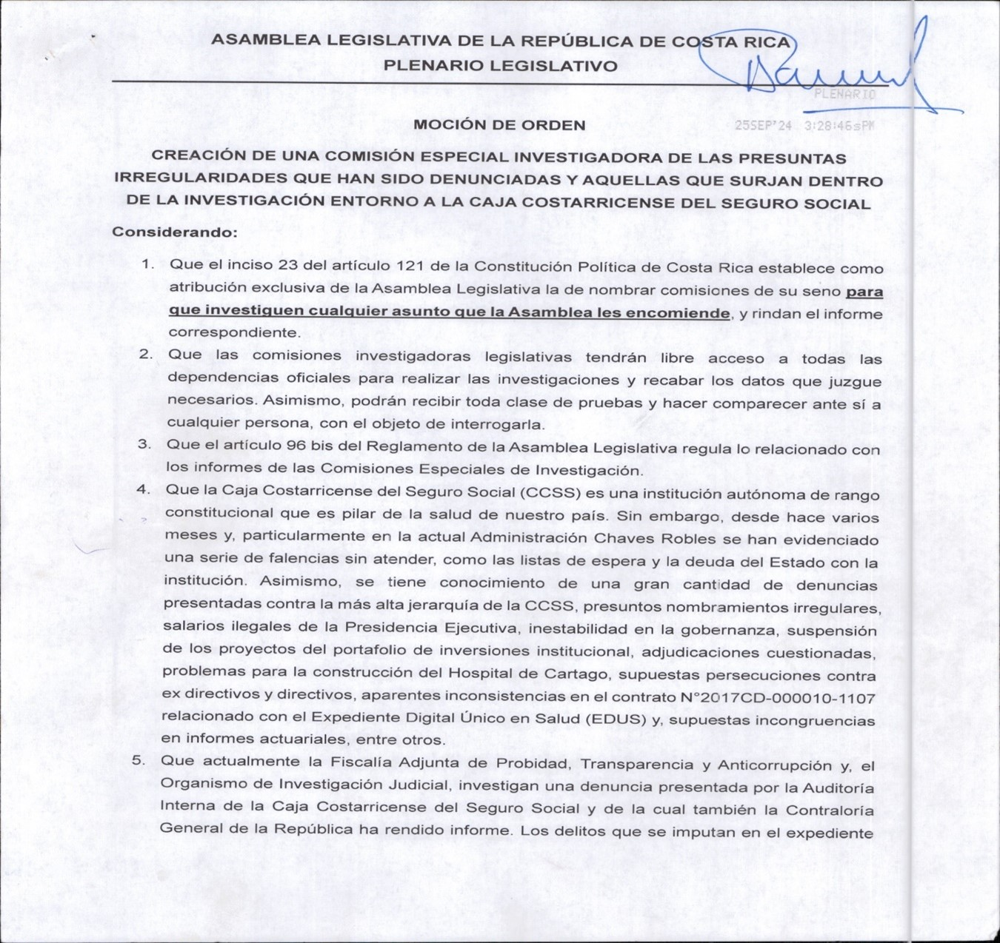 ASAMBLEA LEGISLATIVA DE LA REPÚBLICA DE COSTA RICA
PLENARIO LEGISLATIVO
PLENARIO
MOCIÓN DE ORDEN
25SEP'24 3:28:46sPM
CREACIÓN DE UNA COMISIÓN ESPECIAL INVESTIGADORA DE LAS PRESUNTAS
IRREGULARIDADES QUE HAN SIDO DENUNCIADAS Y AQUELLAS QUE SURJAN DENTRO
DE LA INVESTIGACIÓN ENTORNO A LA CAJA COSTARRICENSE DEL SEGURO SOCIAL
Considerando:
1. Que el inciso 23 del artículo 121 de la Constitución Política de Costa Rica establece como
atribución exclusiva de la Asamblea Legislativa la de nombrar comisiones de su seno para
que investiguen cualquier asunto que la Asamblea les encomiende, y rindan el informe
correspondiente.
2. Que las comisiones investigadoras legislativas tendrán libre acceso a todas las
dependencias oficiales para realizar las investigaciones y recabar los datos que juzgue
necesarios. Asimismo, podrán recibir toda clase de pruebas y hacer comparecer ante sí a
cualquier persona, con el objeto de interrogarla.
3. Que el artículo 96 bis del Reglamento de la Asamblea Legislativa regula lo relacionado con
los informes de las Comisiones Especiales de Investigación.
4. Que la Caja Costarricense del Seguro Social (CCSS) es una institución autónoma de rango
constitucional que es pilar de la salud de nuestro país. Sin embargo, desde hace varios
meses y, particularmente en la actual Administración Chaves Robles se han evidenciado
una serie de falencias sin atender, como las listas de espera y la deuda del Estado con la
institución. Asimismo, se tiene conocimiento de una gran cantidad de denuncias
presentadas contra la más alta jerarquía de la CCSS, presuntos nombramientos irregulares,
salarios ilegales de la Presidencia Ejecutiva, inestabilidad en la gobernanza, suspensión
de los proyectos del portafolio de inversiones institucional, adjudicaciones cuestionadas,
problemas para la construcción del Hospital de Cartago, supuestas persecuciones contra
ex directivos y directivos, aparentes inconsistencias en el contrato N°2017CD-000010-1107
relacionado con el Expediente Digital Único en Salud (EDUS) y, supuestas incongruencias
en informes actuariales, entre otros.
5. Que actualmente la Fiscalía Adjunta de Probidad, Transparencia y Anticorrupción y, el
Organismo de Investigación Judicial, investigan una denuncia presentada por la Auditoría
Interna de la Caja Costarricense del Seguro Social y de la cual también la Contraloría
General de la República ha rendido informe. Los delitos que se imputan en el expediente